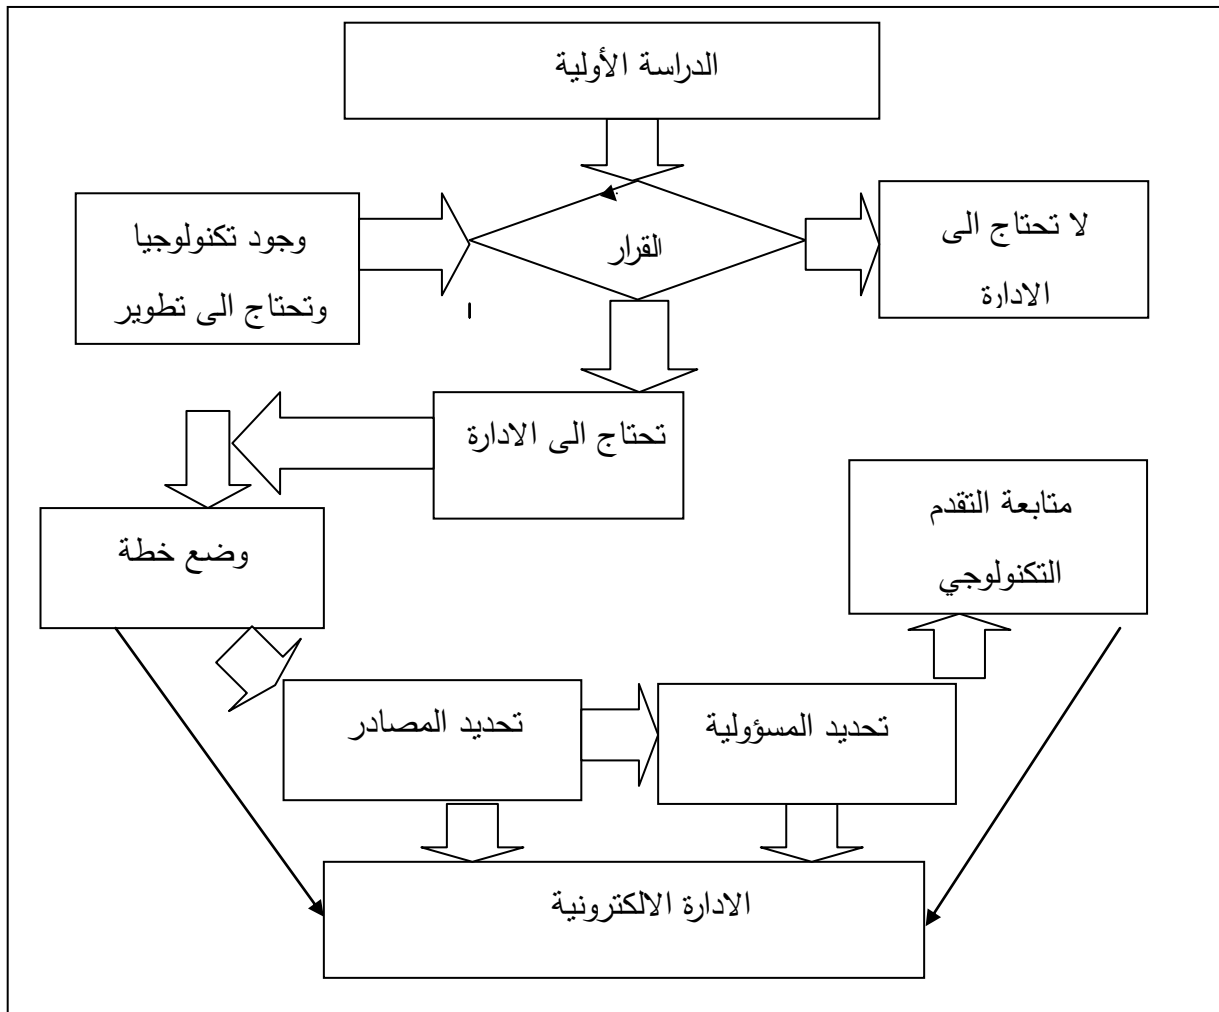 الدراسة الأولية
وجود تكنولوجيا
وتحتاج الى تطوير
القرار
لا تحتاج الى
الادارة
تحتاج الى الادارة
وضع خطة
متابعة التقدم
التكنولوجي
تحديد المصادر
تحديد المسؤولية
الادارة الالكترونية